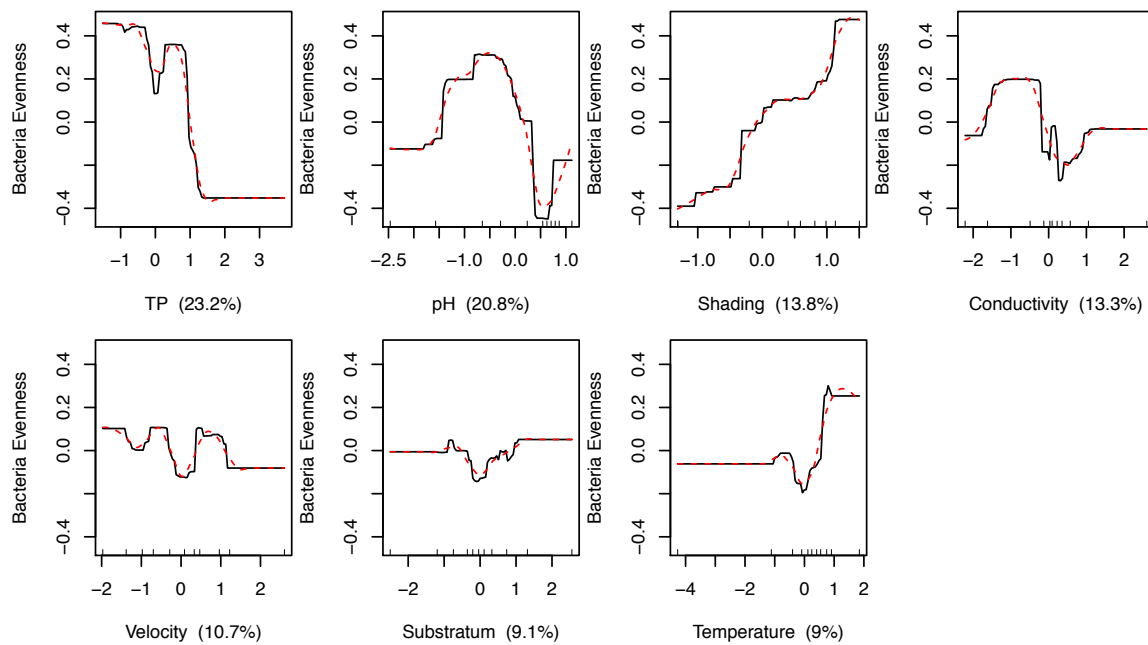 Bacteria Evenness
−0.4 0.0 0.2 0.4
−1 0 1 2 3
TP (23.2%)
Bacteria Evenness
−0.4 0.0 0.2 0.4
−2.5 −1.0 0.0 1.0
pH (20.8%)
Bacteria Evenness
−0.4 0.0 0.2 0.4
−1.0 0.0 1.0
Shading (13.8%)
Bacteria Evenness
−0.4 0.0 0.2 0.4
−2 −1 0 1 2
Conductivity (13.3%)
Bacteria Evenness
−0.4 0.0 0.2 0.4
−2 −1 0 1 2
Velocity (10.7%)
Bacteria Evenness
−0.4 0.0 0.2 0.4
−2 0 1 2
Substratum (9.1%)
Bacteria Evenness
−0.4 0.0 0.2 0.4
−4 −2 0 1
Temperature (9%)